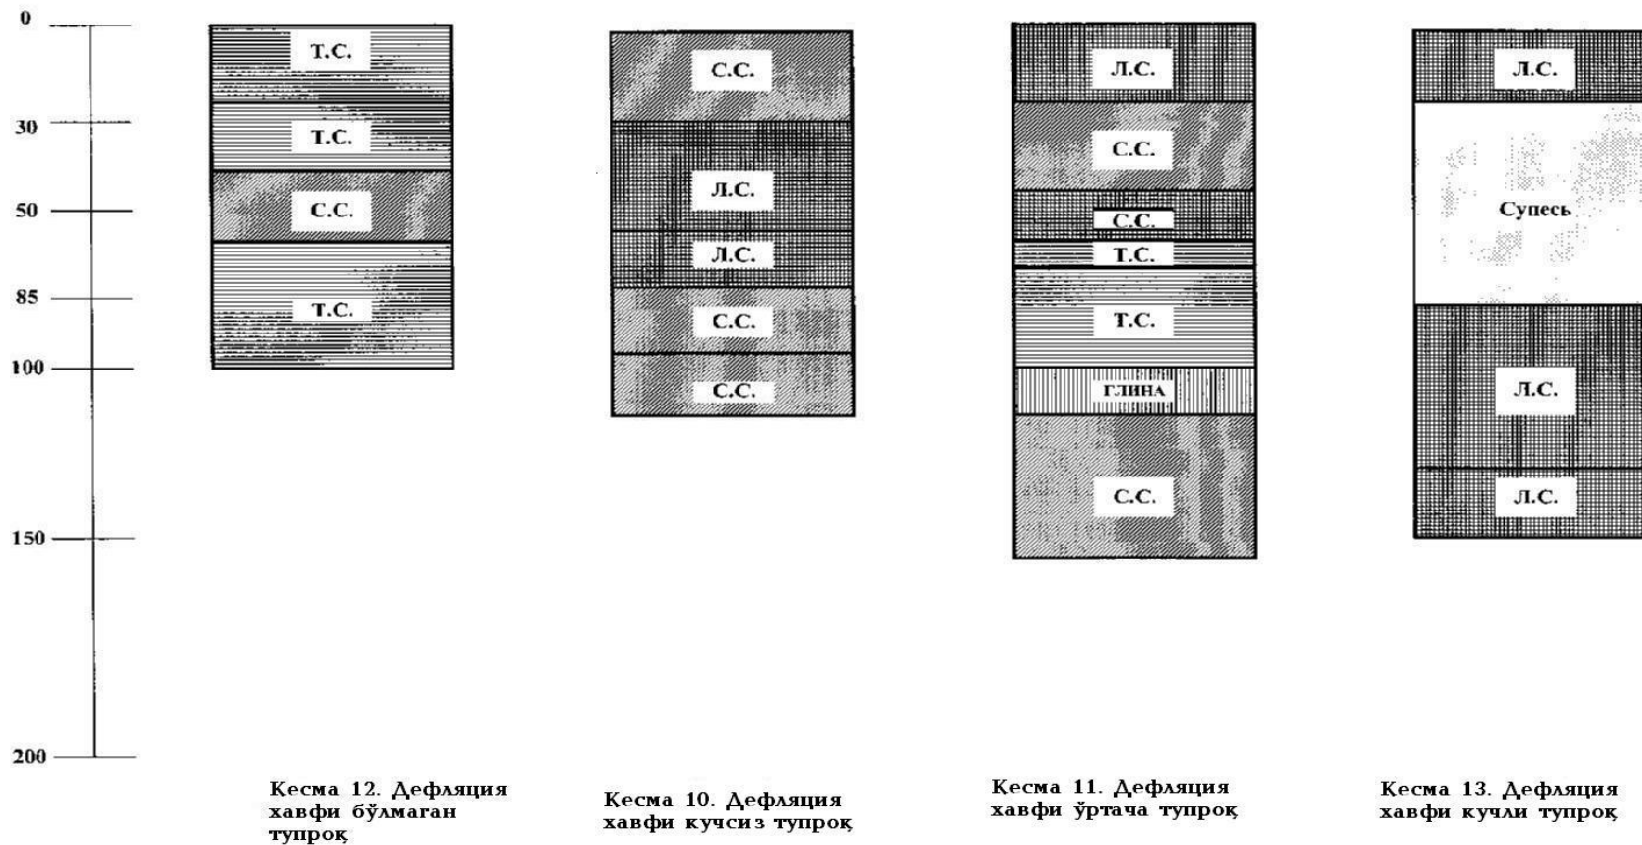 0
30
50
85
100
150
200
Т.С.
Т.С.
С.С.
Т.С.
Кесма 12. Дефляция
хавфи бўлмаган
тупроқ
С.С.
Л.С.
Л.С.
С.С.
С.С.
Кесма 10. Дефляция
хавфи кучсиз тупроқ
Л.С.
С.С.
С.С.
Т.С.
Т.С.
ГЛИНА
С.С.
Кесма 11. Дефляция
хавфи ўртача тупроқ
Л.С.
Супесь
Л.С.
Л.С.
Кесма 13. Дефляция
хавфи кучли тупроқ